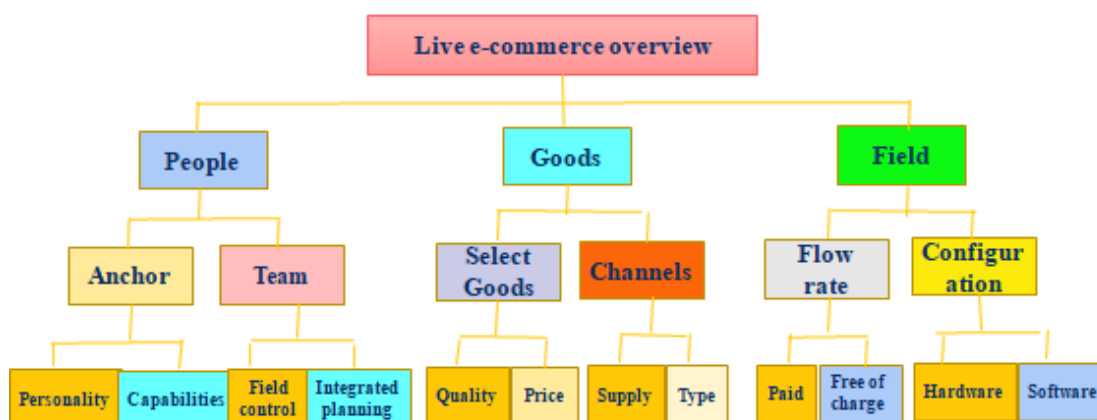 Live e-commerce overview
People
Goods
Field
Anchor
Team
Select
Goods
Channels
Flow
rate
Configur
ation
Personality
Capabilities
Field
control
Integrated
planning
Quality
Price
Supply
Type
Paid
Free of
charge
Hardware
Software